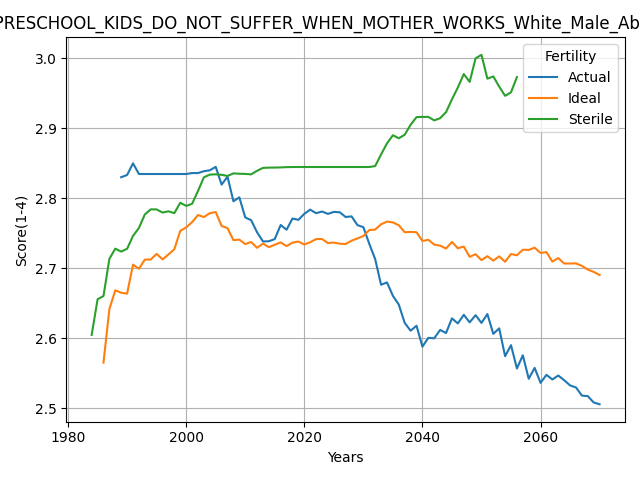 PRESCHOOL_KIDS_DO_NOT_SUFFER_WHEN_MOTHER_WORKS_White_Male_Ab
Fertility
Actual
Ideal
Sterile
Score(1-4)
3.0
2.9
2.8
2.7
2.6
2.5
1980 2000 2020 2040 2060
Years